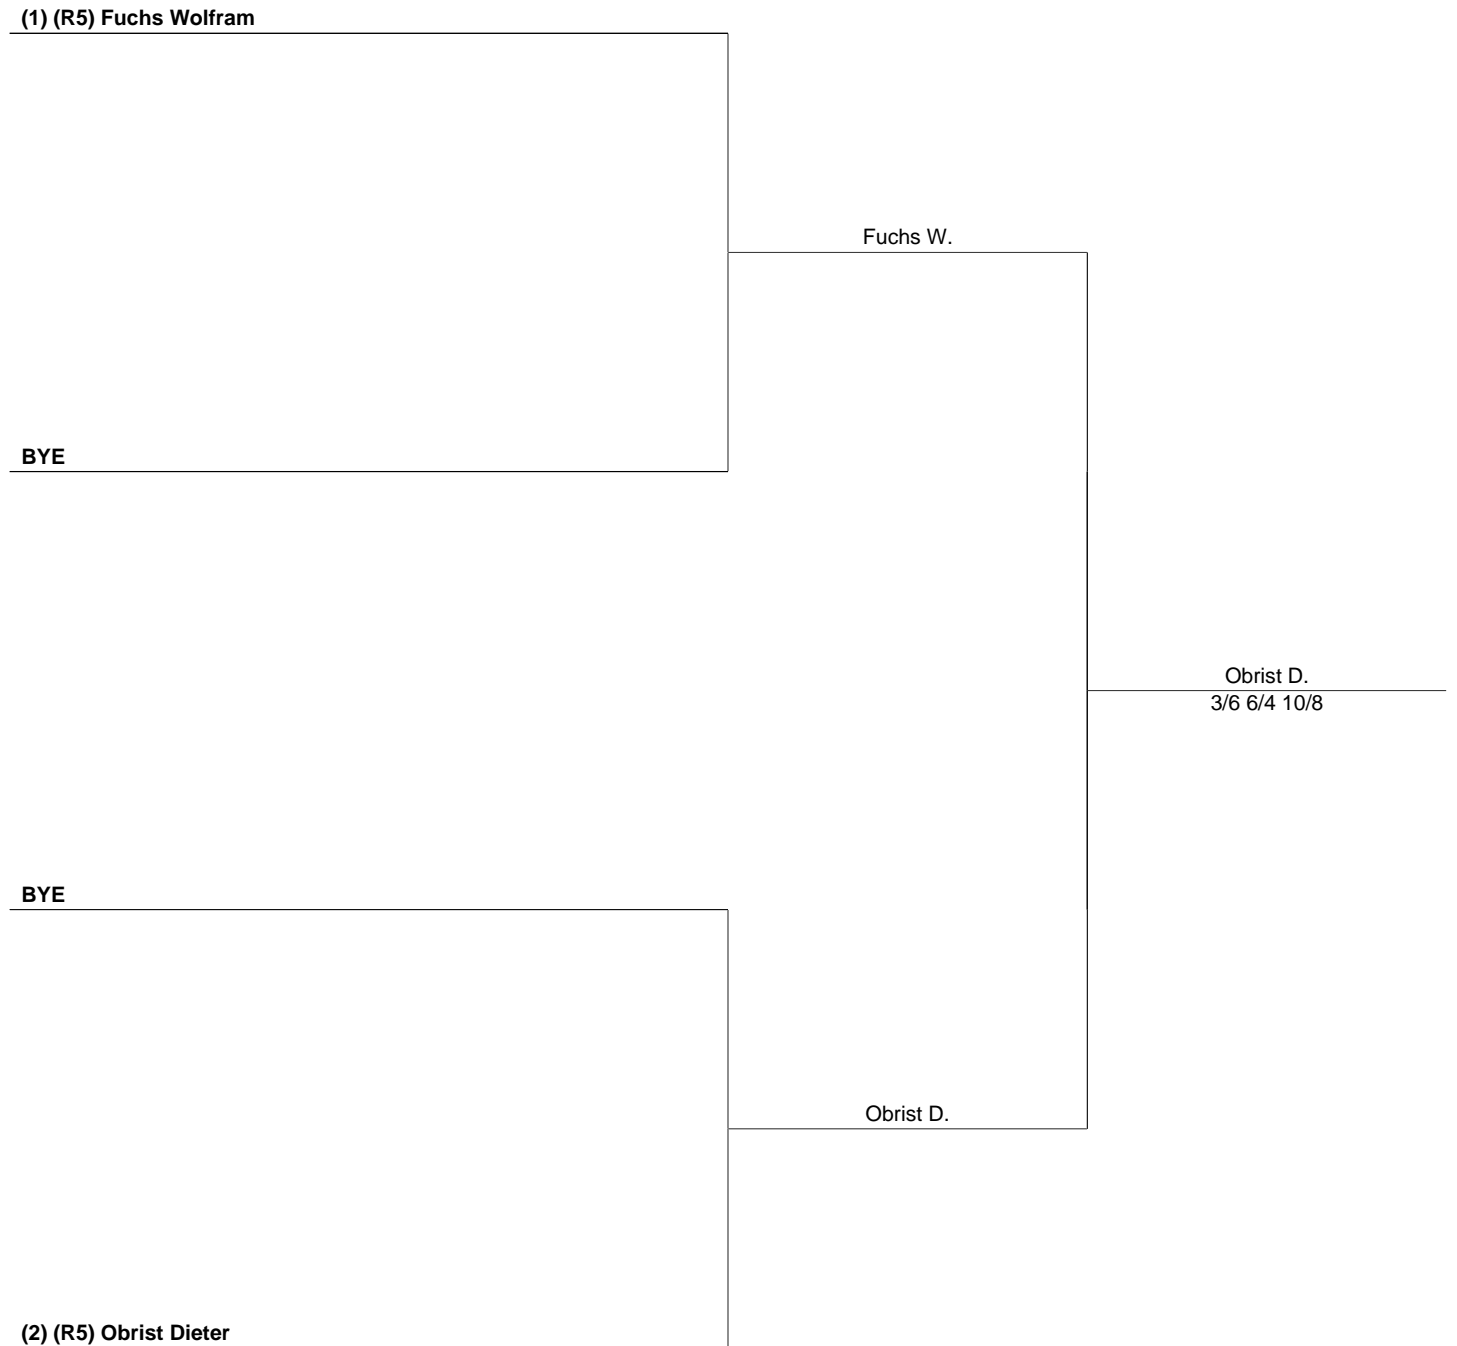 (1) (R5) Fuchs Wolfram
Fuchs W.
BYE
Obrist D.
3/6 6/4 10/8
BYE
Obrist D.
(2) (R5) Obrist Dieter